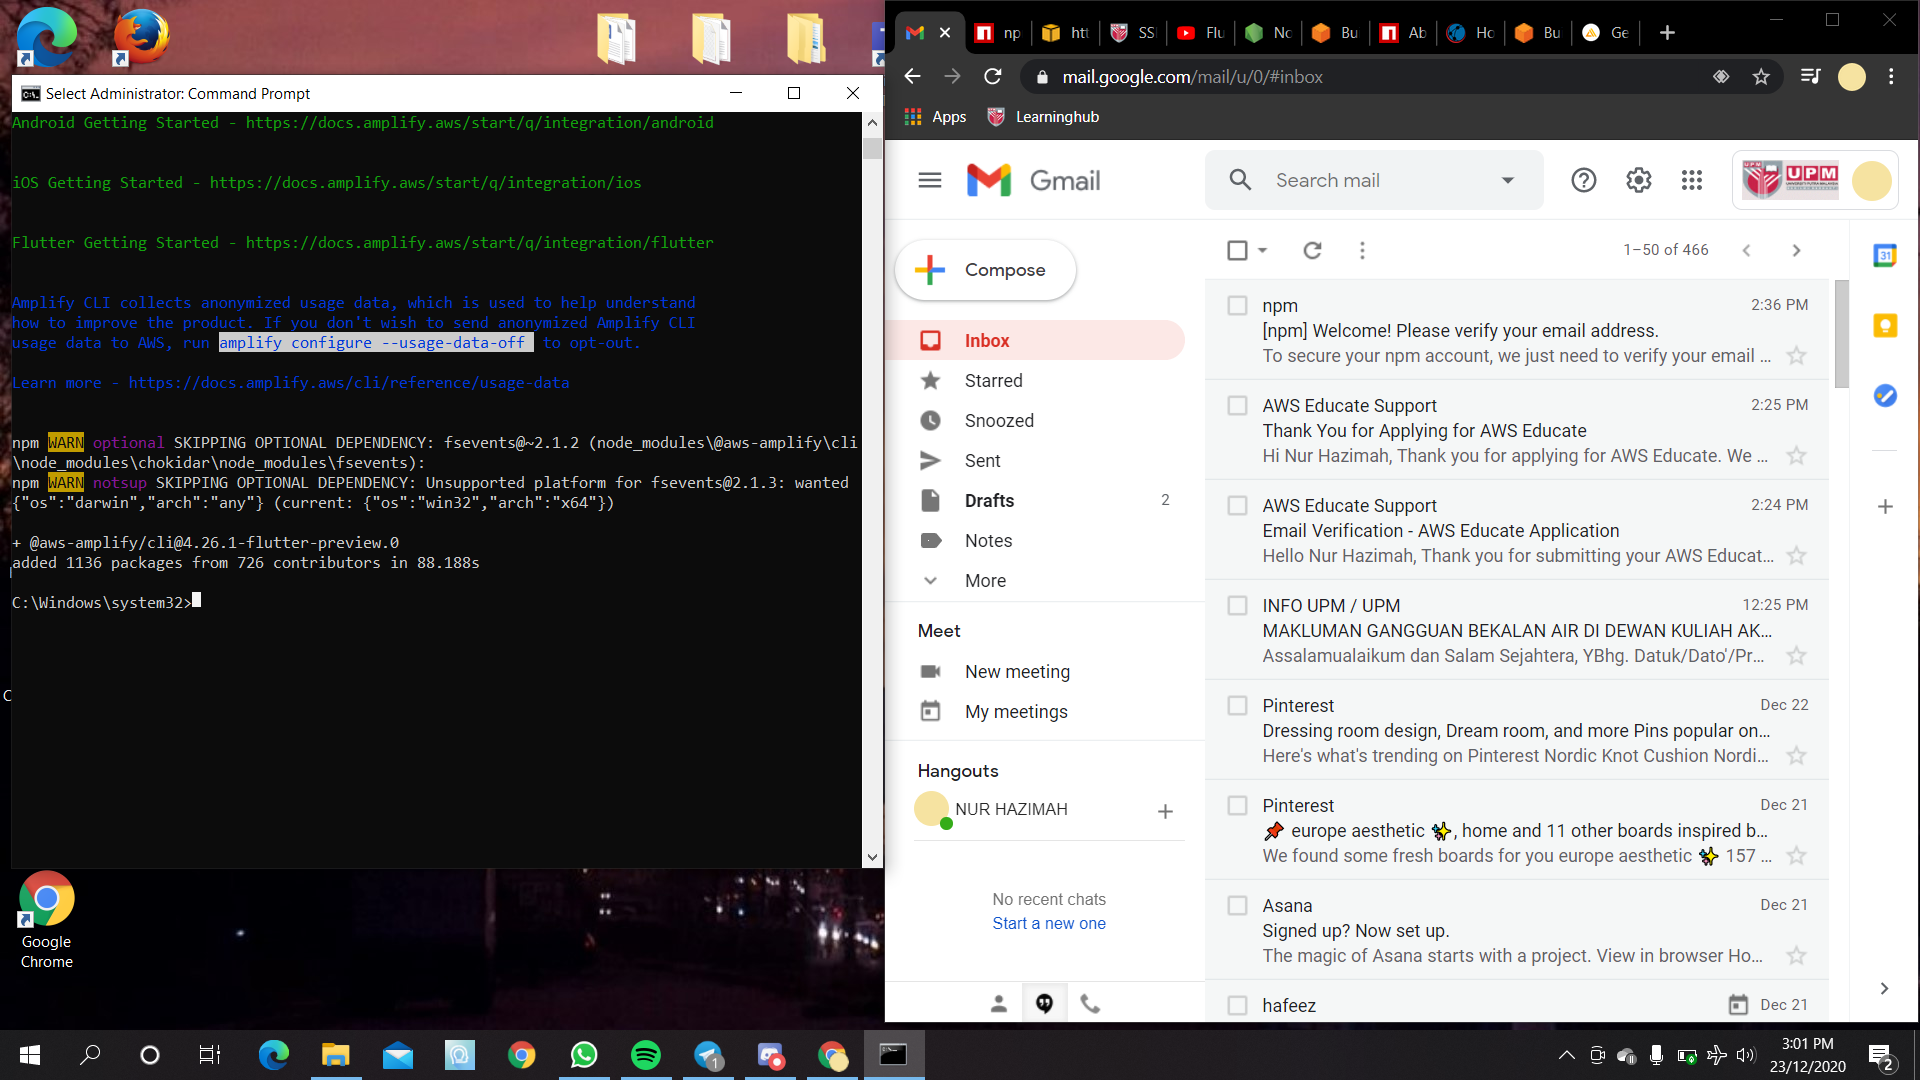 Select Administrator: Command Prompt
Android Getting Started - https://docs.amplify.aws/start/q/integration/android
iOS Getting Started - https://docs.amplify.aws/start/q/integration/ios
Flutter Getting Started - https://docs.amplify.aws/start/q/integration/flutter
Amplify CLI collects anonymized usage data, which is used to help understand
how to improve the product. If you don't wish to send anonymized Amplify CLI
usage data to AWS, run amplify configure --usage-data-off to opt-out.
Learn more - https://docs.amplify.aws/cli/reference/usage-data
npm WARN optional SKIPPING OPTIONAL DEPENDENCY: fsevents@~2.1.2 (node_modules\@aws-amplify\cli
\node_modules\chokidar\node_modules\fsevents):
npm WARN notsup SKIPPING OPTIONAL DEPENDENCY: Unsupported platform for fsevents@2.1.3: wanted
{"os":"darwin","arch":"any"} (current: {"os":"win32","arch":"x64"})
+ @aws-amplify/cli@4.26.1-flutter-preview.0
added 1136 packages from 726 contributors in 88.188s
C:\Windows\system32>
Google
Chrome
np
htt
SS
Flu
No
Bu
Ab
Ho
Bu
Ge
mail.google.com/mail/u/0/#inbox
Apps
Learninghub
Gmail
Search mail
UPM
Compose
Inbox
Starred
Snoozed
Sent
Drafts 2
Notes
More
Meet
New meeting
My meetings
Hangouts
NUR HAZIMAH
No recent chats
Start a new one
1–50 of 466
npm 2:36 PM
[npm] Welcome! Please verify your email address.
To secure your npm account, we just need to verify your email ...
AWS Educate Support 2:25 PM
Thank You for Applying for AWS Educate
Hi Nur Hazimah, Thank you for applying for AWS Educate. We ...
AWS Educate Support 2:24 PM
Email Verification - AWS Educate Application
Hello Nur Hazimah, Thank you for submitting your AWS Educat...
INFO UPM / UPM 12:25 PM
MAKLUMAN GANGGUAN BEKALAN AIR DI DEWAN KULIAH AK...
Assalamualaikum dan Salam Sejahtera, YBhg. Datuk/Dato'/Pr...
Pinterest Dec 22
Dressing room design, Dream room, and more Pins popular on...
Here's what's trending on Pinterest Nordic Knot Cushion Nordi...
Pinterest Dec 21
📌 europe aesthetic ✨, home and 11 other boards inspired b...
We found some fresh boards for you europe aesthetic ✨ 157 ...
Asana Dec 21
Signed up? Now set up.
The magic of Asana starts with a project. View in browser Ho...
hafeez Dec 21
31
1
3:01 PM
23/12/2020
2